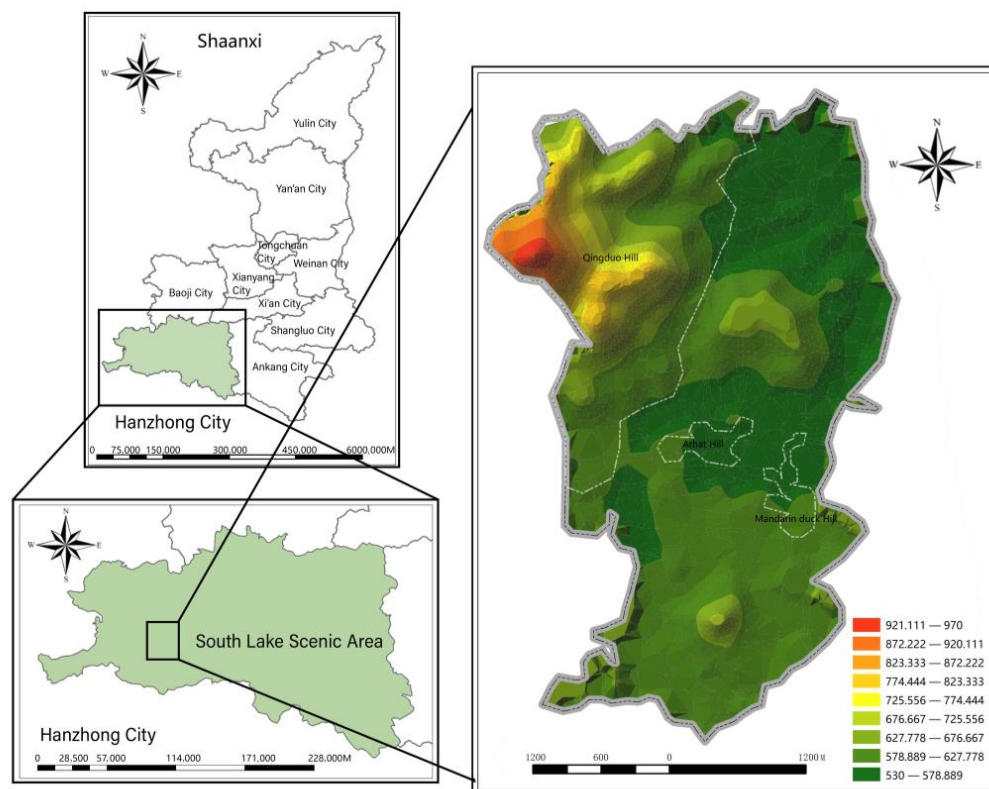 Shaanxi
N
W
E
S
Yulin City
Yan'an City
Tongchuan
City
Weinan City
Xianyang
City
Baoji City
Xi'an City
Shangluo City
Ankang City
Hanzhong City
0 75,000 150,000 300,000 450,000 6000,000M
N
W
E
S
South Lake Scenic Area
Hanzhong City
0 28,500 57,000 114,000 171,000 228,000M
N
W
E
S
Qingduo Hill
Arhat Hill
Mandarin duck Hill
921.111 — 970
872.222 — 920.111
823.333 — 872.222
774.444 — 823.333
725.556 — 774.444
676.667 — 725.556
627.778 — 676.667
578.889 — 627.778
530 — 578.889
1200 600 0 1200M